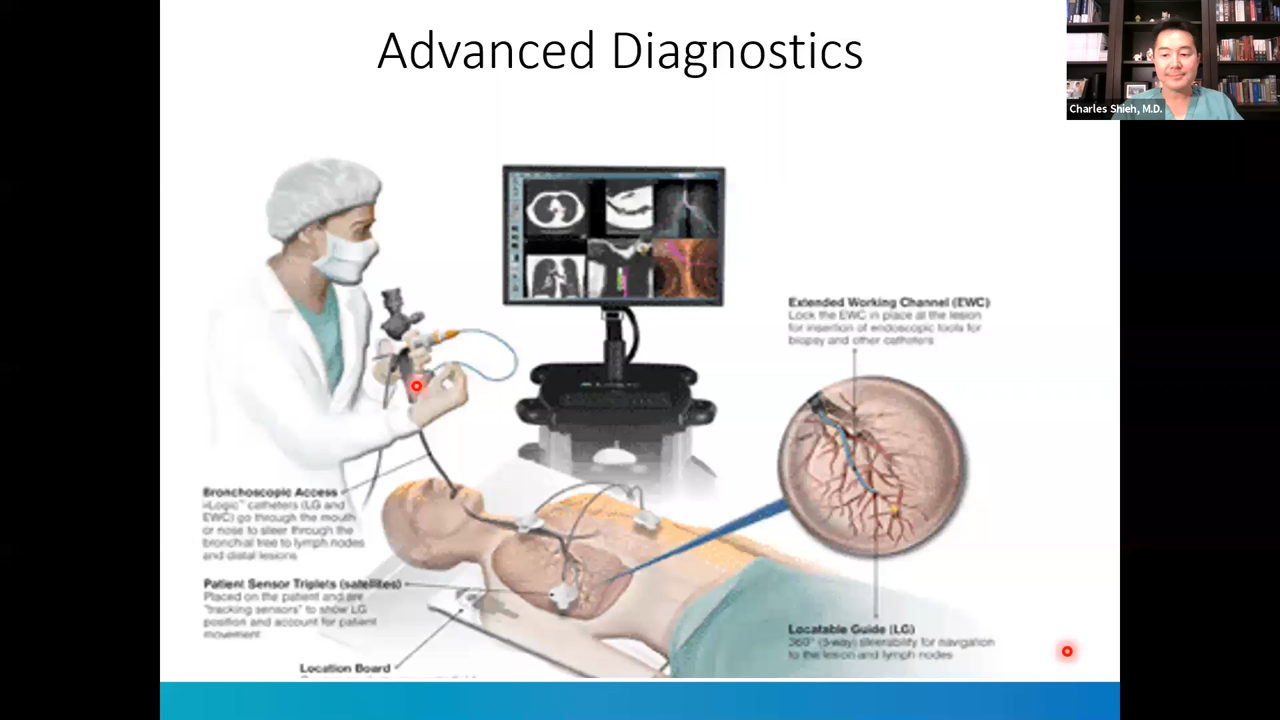 Advanced Diagnostics
Charles Shieh, M.D.
Extended Working Channel (EWC)
Lock the EWC in place at the lesion
for insertion of endoscopic tools for
biopsy and other catheters
Bronchoscopic Access
iLogic™ catheters (LG and
EWC) go through the mouth
or nose to steer through the
bronchial tree to lymph nodes
and distal lesions
Patient Sensor Triplets (satellites)
Placed on the patient and are
"tracking sensors" to show LG
position and account for patient
movement
Location Board
Locatable Guide (LG)
360° (8-way) steerability for navigation
to the lesion and lymph nodes